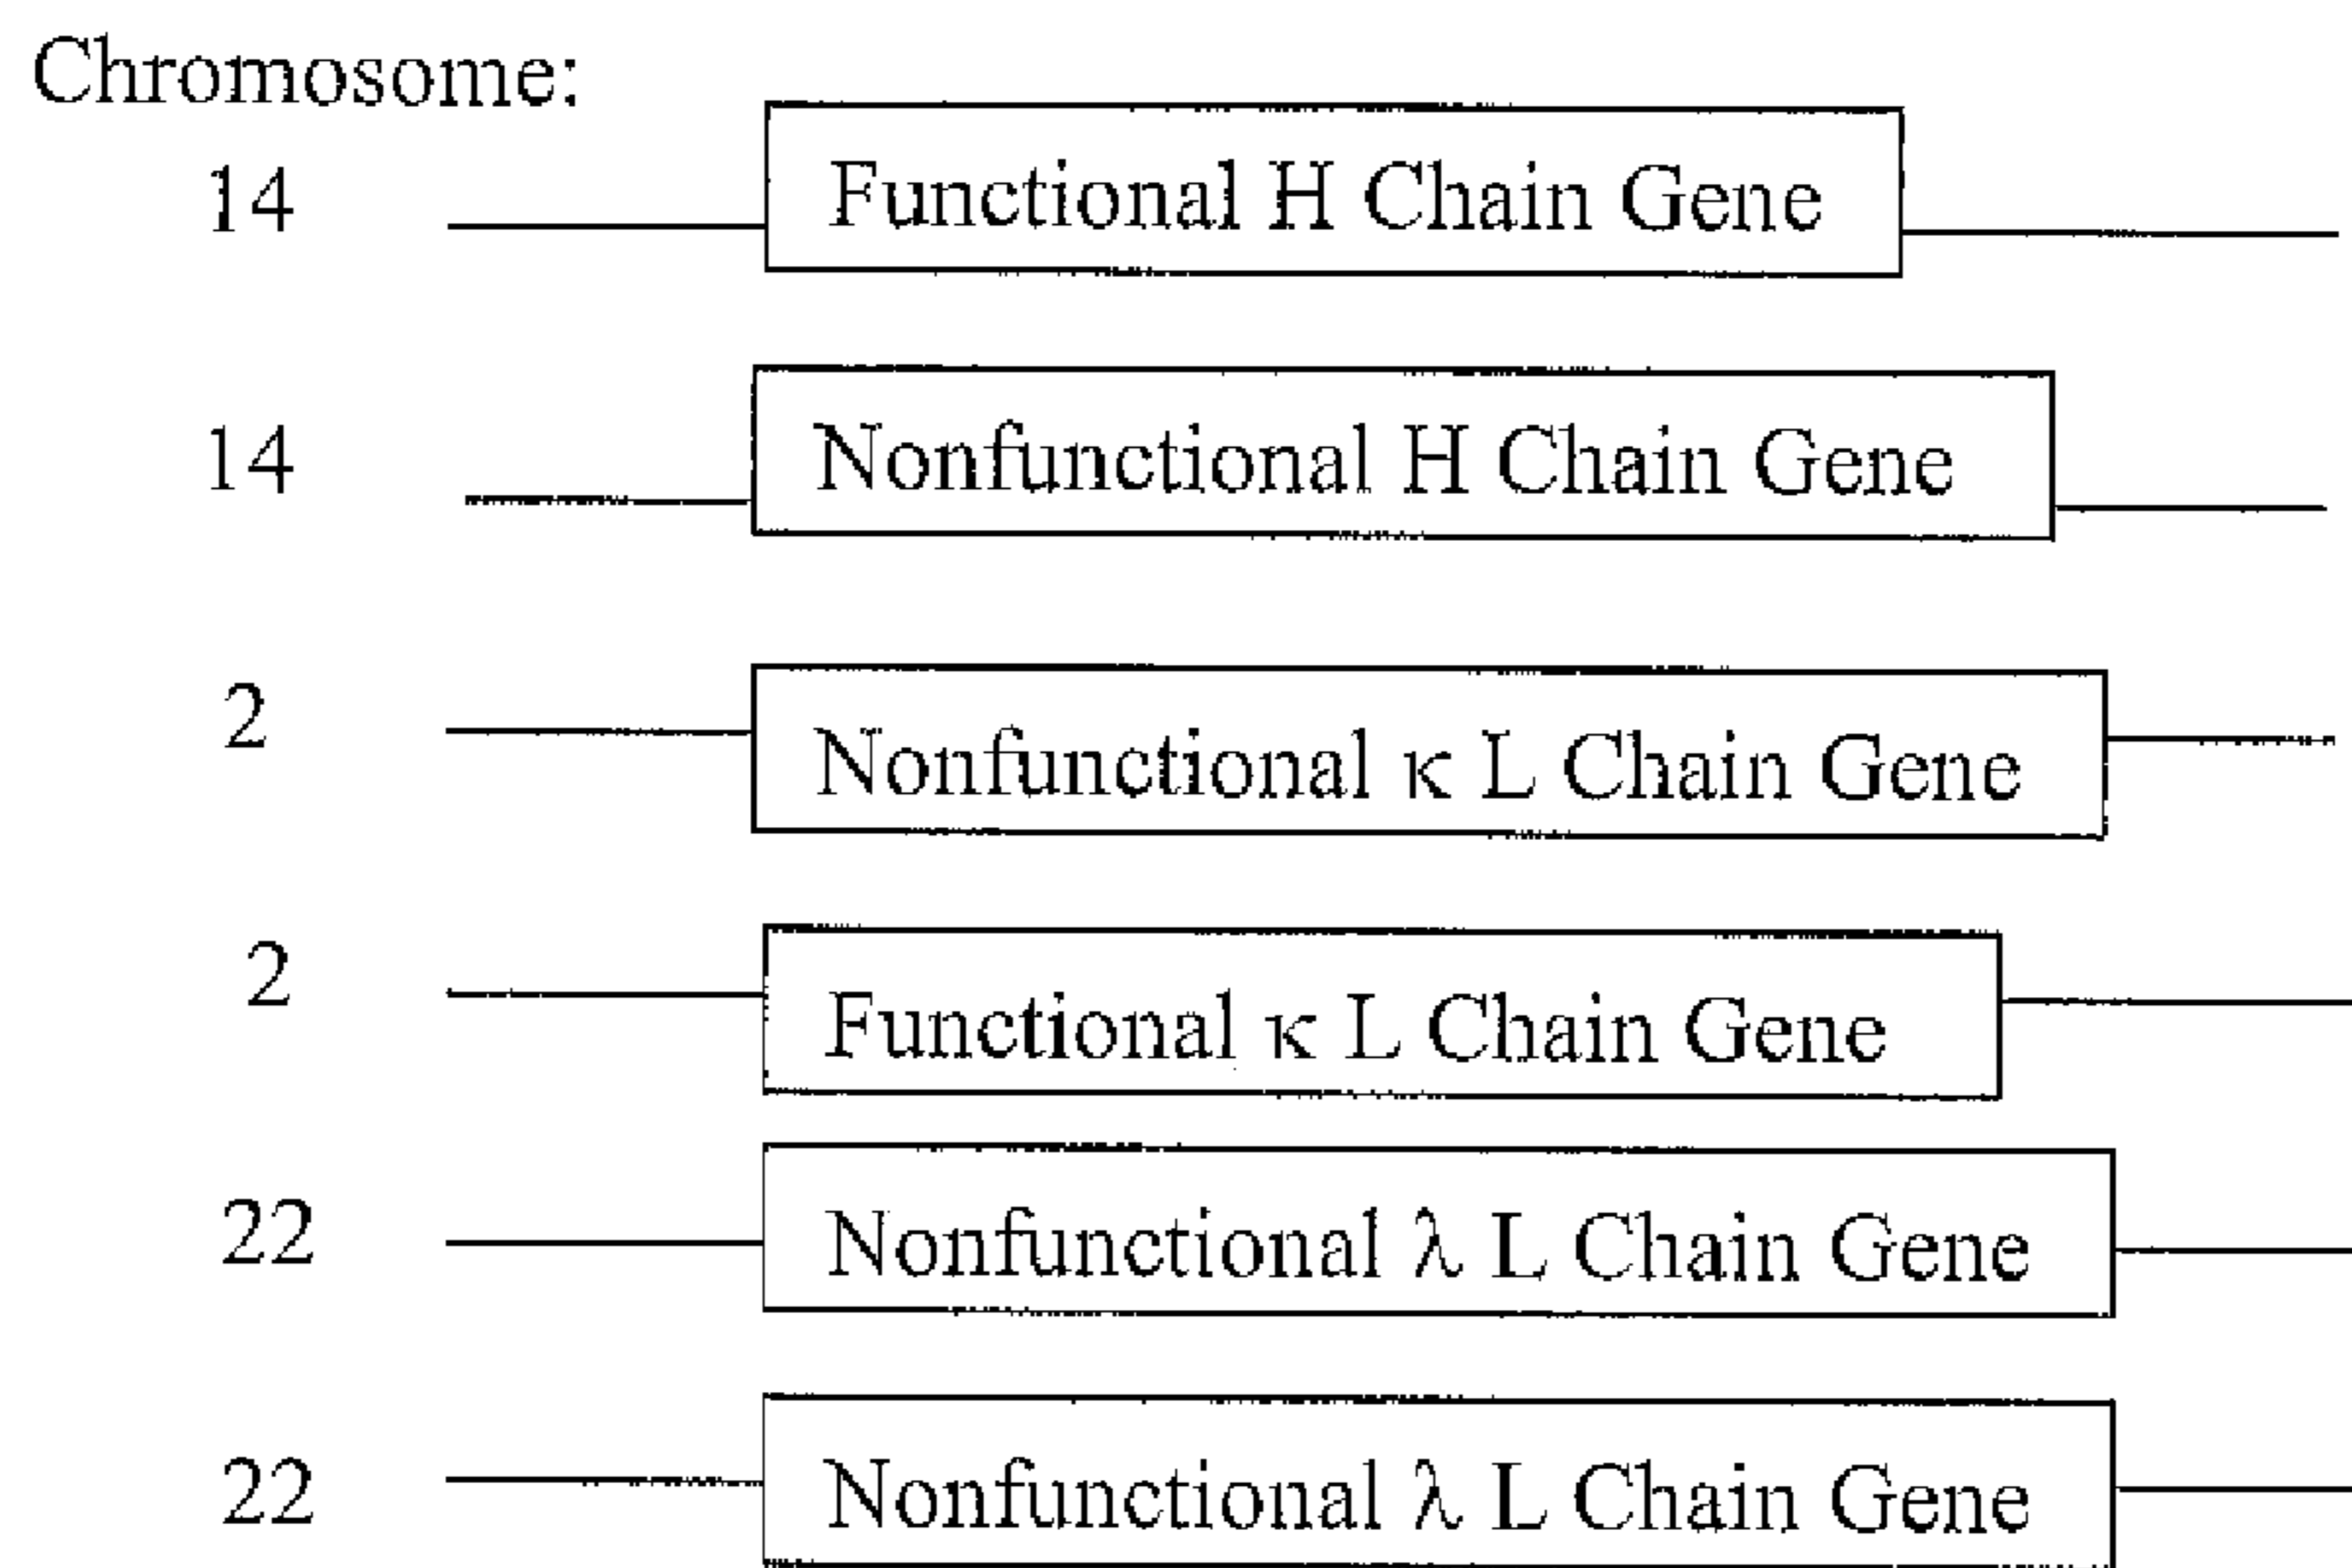 Chromosome:
14 Functional H Chain Gene
14 Nonfunctional H Chain Gene
2 Nonfunctional κ L Chain Gene
2 Functional κ L Chain Gene
22 Nonfunctional λ L Chain Gene
22 Nonfunctional λ L Chain Gene